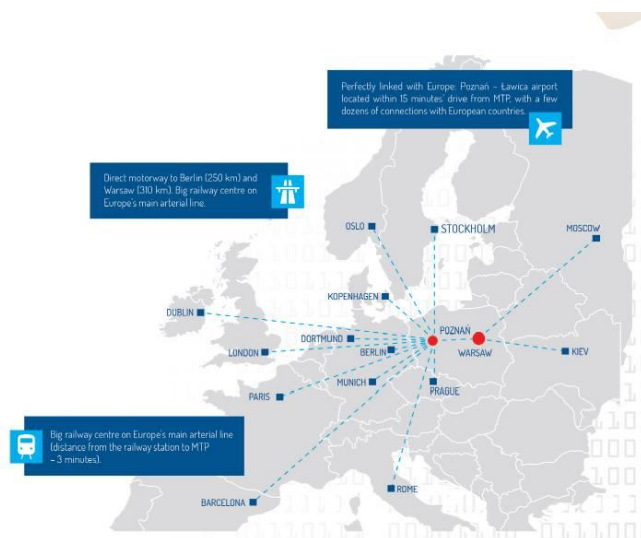 Perfectly linked with Europe: Poznań – Ławica airport
located within 15 minutes' drive from MTP, with a few
dozens of connections with European countries.
Direct motorway to Berlin (250 km) and
Warsaw (310 km). Big railway centre on
Europe's main arterial line.
OSLO
STOCKHOLM
MOSCOW
KOPENHAGEN
DUBLIN
POZNAŃ
DORTMUND
LONDON
BERLIN
WARSAW
KIEV
MUNICH
PRAGUE
PARIS
Big railway centre on Europe's main arterial line
(distance from the railway station to MTP
– 3 minutes).
ROME
BARCELONA